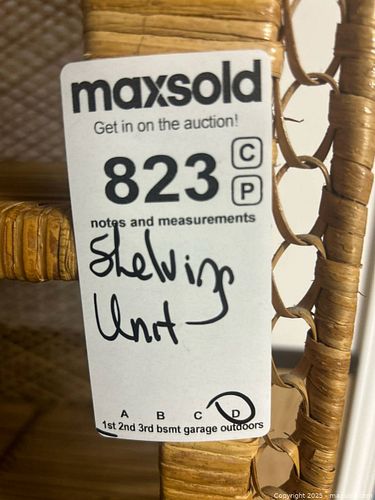 maxsold
Get in on the auction!
823 C
P
notes and measurements
Shelving
Unit
A B C D
1st 2nd 3rd bsmt garage outdoors
Copyright 2025 - maxsold.com